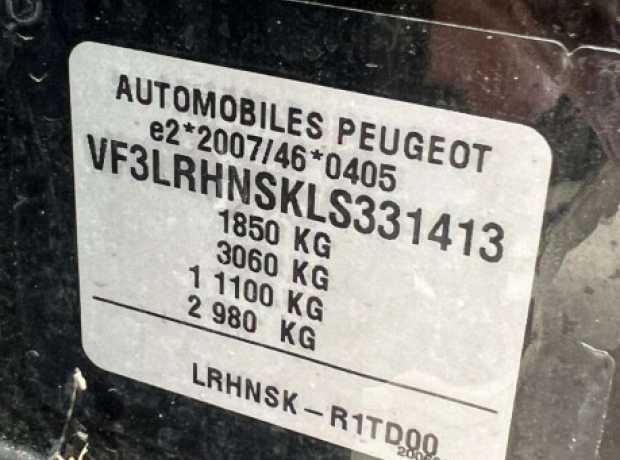 AUTOMOBILES PEUGEOT
e2*2007/46*0405
VF3LRHNSKLS331413
1850 KG
3060 KG
1 1100 KG
2 980 KG
LRHNSK-R1TD00